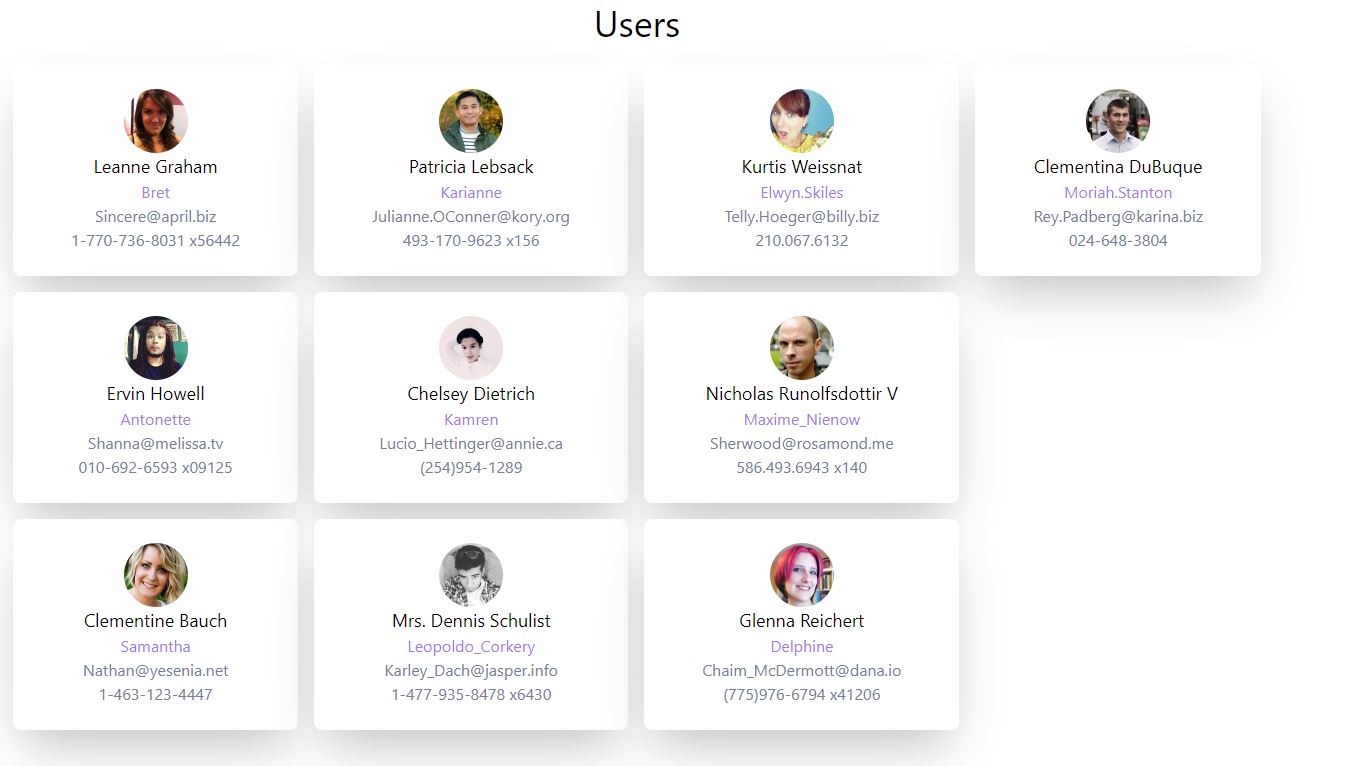 Users
Leanne Graham
Bret
Sincere@april.biz
1-770-736-8031 x56442
Patricia Lebsack
Karianne
Julianne.OConner@kory.org
493-170-9623 x156
Kurtis Weissnat
Elwyn.Skiles
Telly.Hoeger@billy.biz
210.067.6132
Clementina DuBuque
Moriah.Stanton
Rey.Padberg@karina.biz
024-648-3804
Ervin Howell
Antonette
Shanna@melissa.tv
010-692-6593 x09125
Chelsey Dietrich
Kamren
Lucio_Hettinger@annie.ca
(254)954-1289
Nicholas Runolfsdottir V
Maxime_Nienow
Sherwood@rosamond.me
586.493.6943 x140
Clementine Bauch
Samantha
Nathan@yesenia.net
1-463-123-4447
Mrs. Dennis Schulist
Leopoldo_Corkery
Karley_Dach@jasper.info
1-477-935-8478 x6430
Glenna Reichert
Delphine
Chaim_McDermott@dana.io
(775)976-6794 x41206